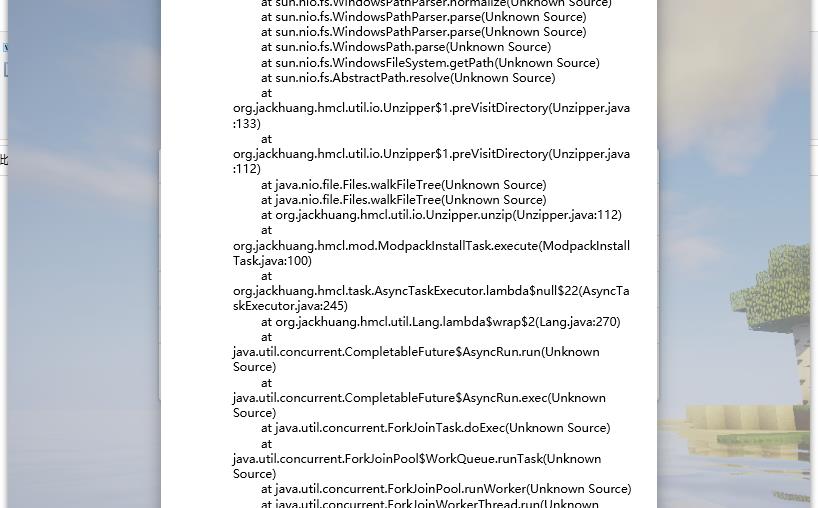 at sun.nio.fs.WindowsPathParser.normalize(Unknown Source)
at sun.nio.fs.WindowsPathParser.parse(Unknown Source)
at sun.nio.fs.WindowsPathParser.parse(Unknown Source)
at sun.nio.fs.WindowsPath.parse(Unknown Source)
at sun.nio.fs.WindowsFileSystem.getPath(Unknown Source)
at sun.nio.fs.AbstractPath.resolve(Unknown Source)
at
org.jackhuang.hmcl.util.io.Unzipper$1.preVisitDirectory(Unzipper.java
:133)
at
org.jackhuang.hmcl.util.io.Unzipper$1.preVisitDirectory(Unzipper.java
:112)
at java.nio.file.Files.walkFileTree(Unknown Source)
at java.nio.file.Files.walkFileTree(Unknown Source)
at org.jackhuang.hmcl.util.io.Unzipper.unzip(Unzipper.java:112)
at
org.jackhuang.hmcl.mod.ModpackInstallTask.execute(ModpackInstall
Task.java:100)
at
org.jackhuang.hmcl.task.AsyncTaskExecutor.lambda$null$22(AsyncTa
skExecutor.java:245)
at org.jackhuang.hmcl.util.Lang.lambda$wrap$2(Lang.java:270)
at
java.util.concurrent.CompletableFuture$AsyncRun.run(Unknown
Source)
at
java.util.concurrent.CompletableFuture$AsyncRun.exec(Unknown
Source)
at java.util.concurrent.ForkJoinTask.doExec(Unknown Source)
at
java.util.concurrent.ForkJoinPool$WorkQueue.runTask(Unknown
Source)
at java.util.concurrent.ForkJoinPool.runWorker(Unknown Source)
at java.util.concurrent.ForkJoinWorkerThread.run(Unknown